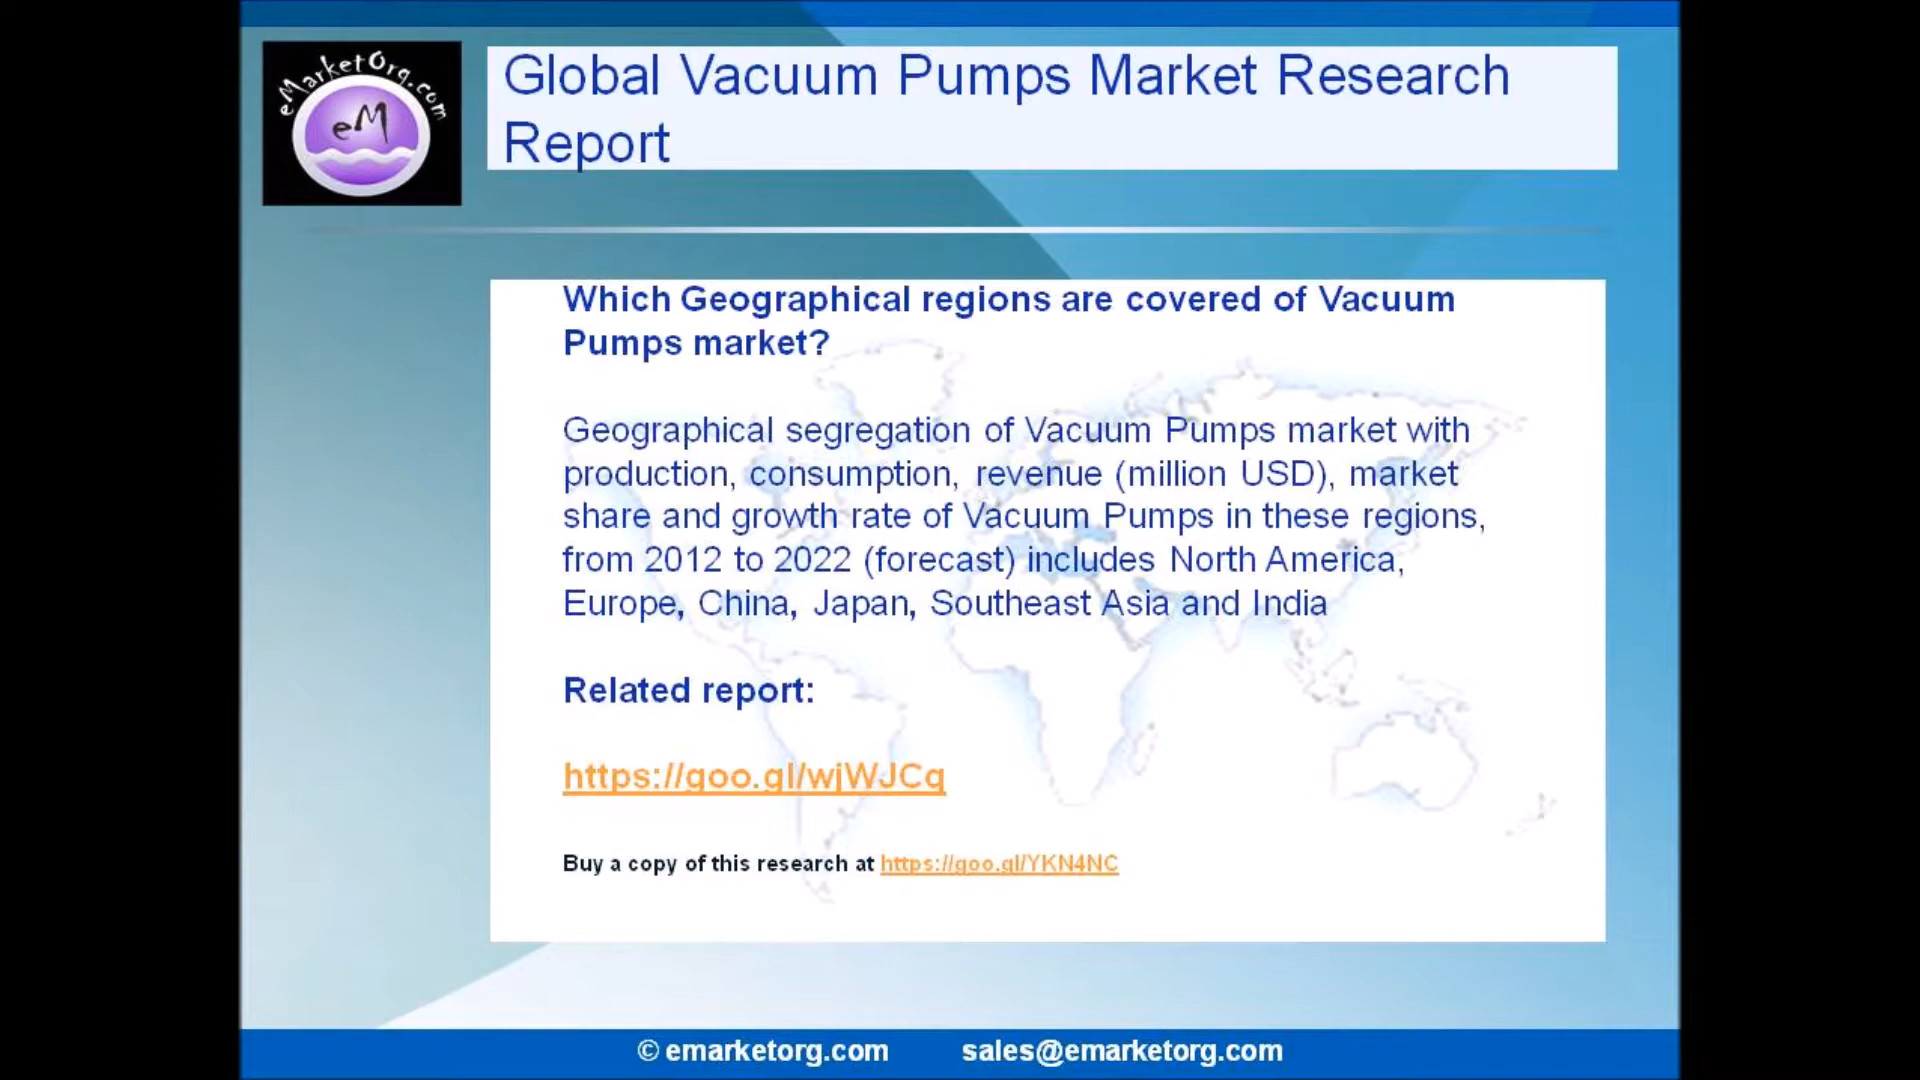 eMarketOrg.com
eM
Global Vacuum Pumps Market Research
Report
Which Geographical regions are covered of Vacuum
Pumps market?
Geographical segregation of Vacuum Pumps market with
production, consumption, revenue (million USD), market
share and growth rate of Vacuum Pumps in these regions,
from 2012 to 2022 (forecast) includes North America,
Europe, China, Japan, Southeast Asia and India
Related report:
https://goo.gl/wjWJCq
Buy a copy of this research at https://goo.gl/YKN4NC
© emarketorg.com sales@emarketorg.com